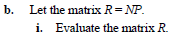 b. Let the matrix R = NP.
i. Evaluate the matrix R.